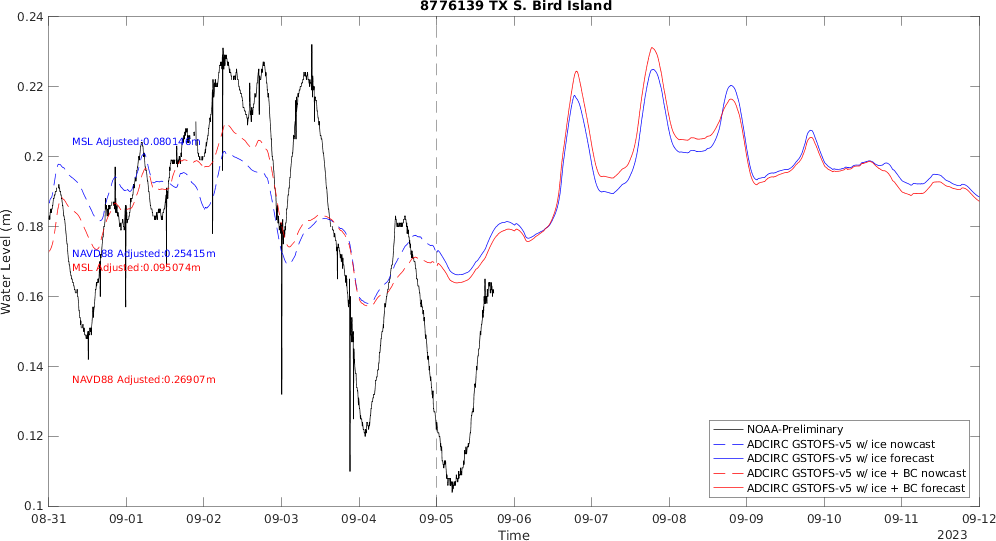 8776139 TX S. Bird Island
Water Level (m)
0.24
0.22
0.2
0.18
0.16
0.14
0.12
0.1
MSL Adjusted:0.080146m
NAVD88 Adjusted:0.25415m
MSL Adjusted:0.095074m
NAVD88 Adjusted:0.26907m
NOAA-Preliminary
ADCIRC GSTOFS-v5 w/ ice nowcast
ADCIRC GSTOFS-v5 w/ ice forecast
ADCIRC GSTOFS-v5 w/ ice + BC nowcast
ADCIRC GSTOFS-v5 w/ ice + BC forecast
08-31 09-01 09-02 09-03 09-04 09-05 09-06 09-07 09-08 09-09 09-10 09-11 09-12
Time
2023